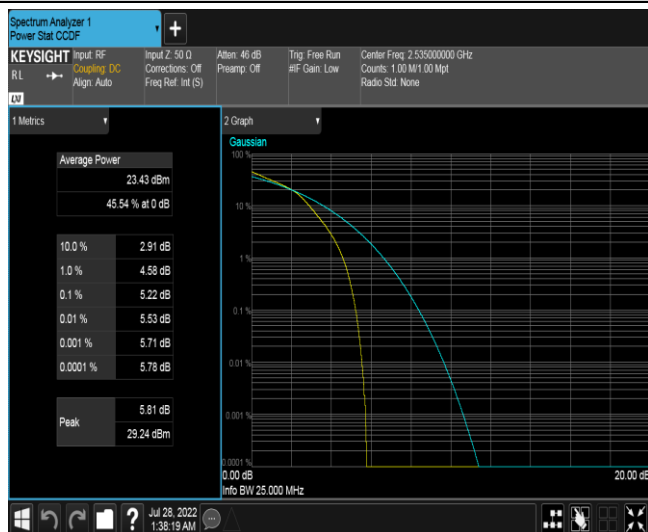 Spectrum Analyzer 1
Power Stat CCDF
+
KEYSIGHT
RL
Input: RF
Coupling: DC
Align: Auto
Input Z: 50 Ω
Corrections: Off
Freq Ref: Int (S)
Atten: 46 dB
Preamp: Off
Trig: Free Run
#IF Gain: Low
Center Freq: 2.535000000 GHz
Counts: 1.00 M/1.00 Mpt
Radio Std: None
LXI
1 Metrics
Average Power
23.43 dBm
45.54 % at 0 dB
10.0 % 2.91 dB
1.0 % 4.58 dB
0.1 % 5.22 dB
0.01 % 5.53 dB
0.001 % 5.71 dB
0.0001 % 5.78 dB
Peak
5.81 dB
29.24 dBm
2 Graph
Gaussian
100 %
10 %
1 %
0.1 %
0.01 %
0.001 %
0.0001 %
0.00 dB
20.00 dB
Info BW 25.000 MHz
?
Jul 28, 2022
1:38:19 AM